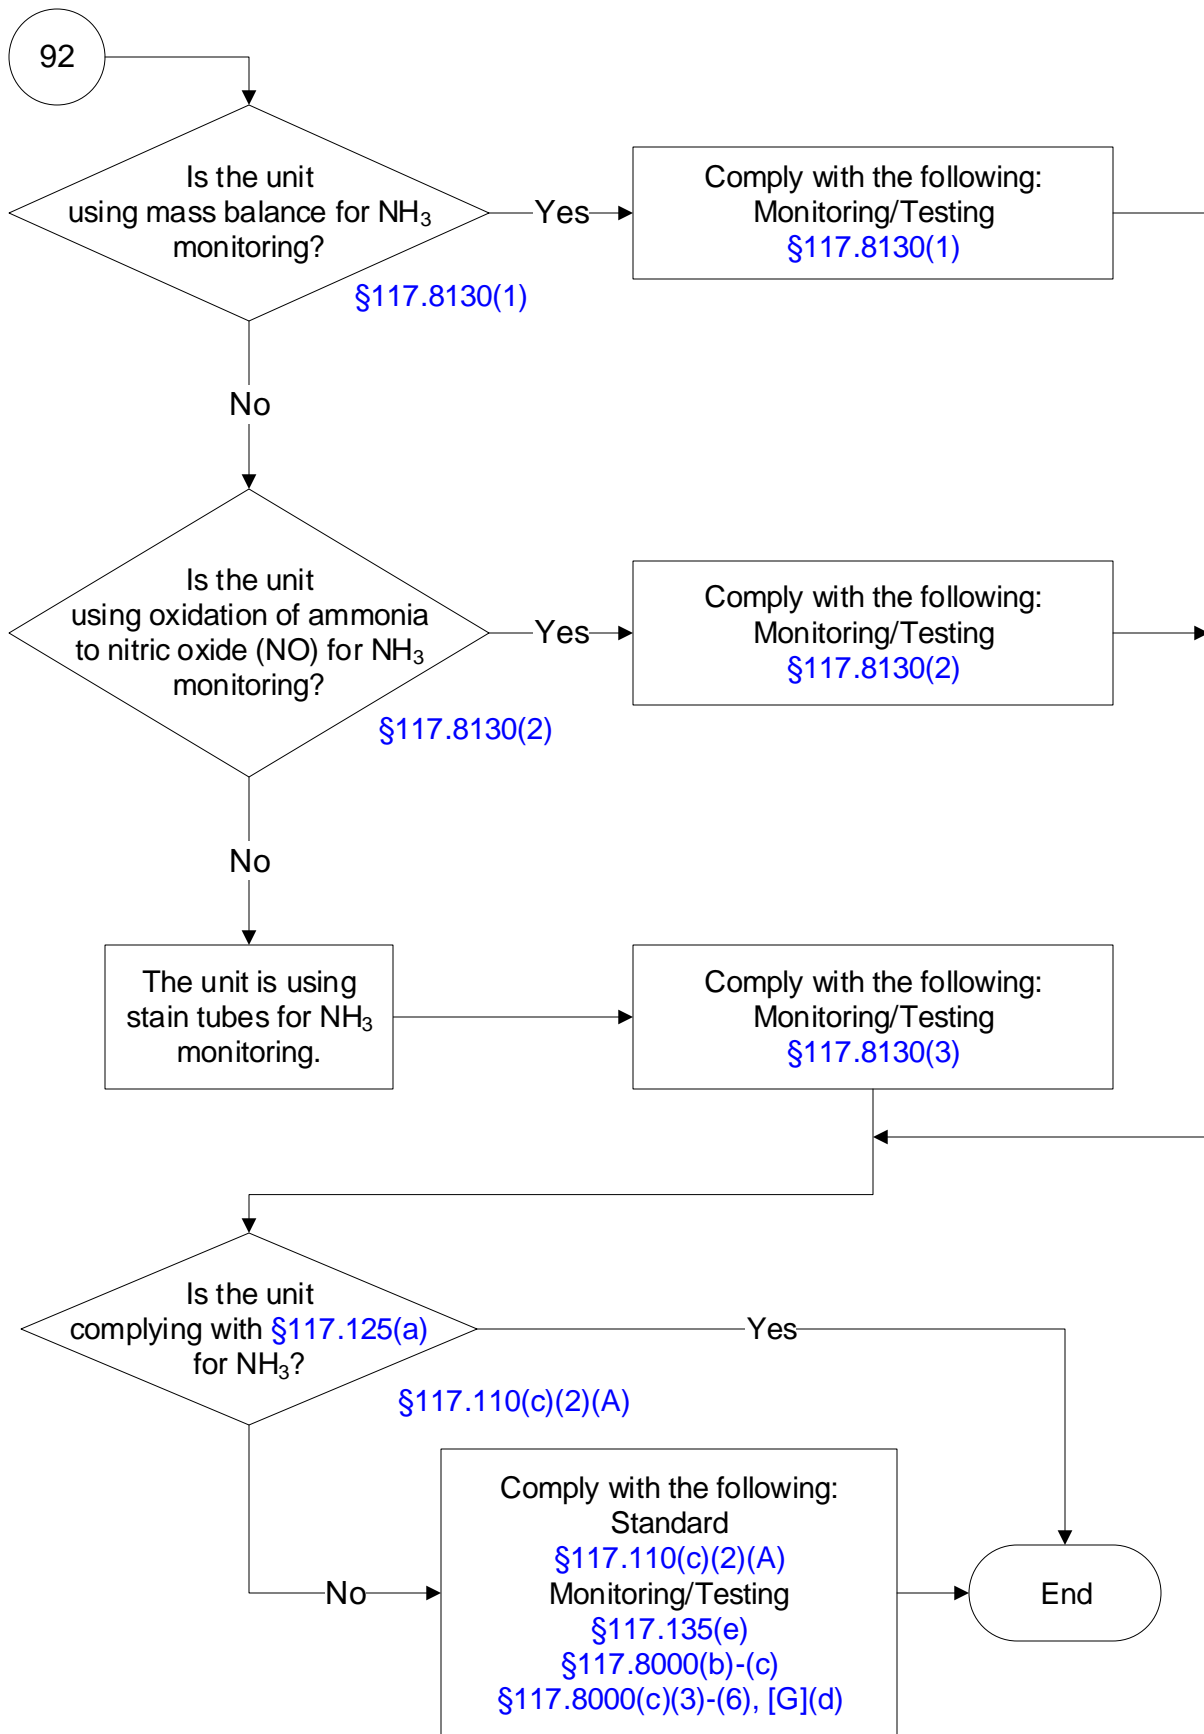 92
Is the unit
using mass balance for NH₃
monitoring?
§117.8130(1)
Yes
Comply with the following:
Monitoring/Testing
§117.8130(1)
No
Is the unit
using oxidation of ammonia
to nitric oxide (NO) for NH₃
monitoring?
§117.8130(2)
Yes
Comply with the following:
Monitoring/Testing
§117.8130(2)
No
The unit is using
stain tubes for NH₃
monitoring.
Comply with the following:
Monitoring/Testing
§117.8130(3)
Is the unit
complying with §117.125(a)
for NH₃?
§117.110(c)(2)(A)
Yes
No
Comply with the following:
Standard
§117.110(c)(2)(A)
Monitoring/Testing
§117.135(e)
§117.8000(b)-(c)
§117.8000(c)(3)-(6), [G](d)
End